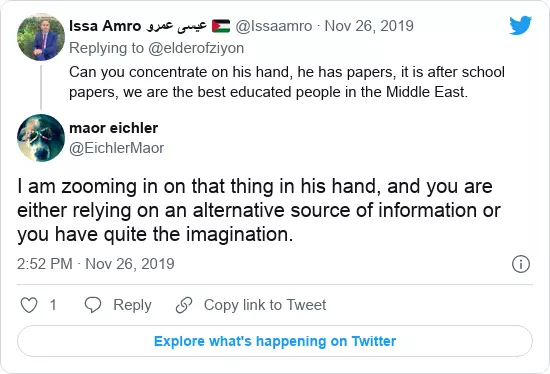 Issa Amro عيسى عمرو 🇵🇸 @Issaamro · Nov 26, 2019
Replying to @elderofziyon
Can you concentrate on his hand, he has papers, it is after school
papers, we are the best educated people in the Middle East.
maor eichler
@EichlerMaor
I am zooming in on that thing in his hand, and you are
either relying on an alternative source of information or
you have quite the imagination.
2:52 PM · Nov 26, 2019
1 Reply Copy link to Tweet
Explore what's happening on Twitter